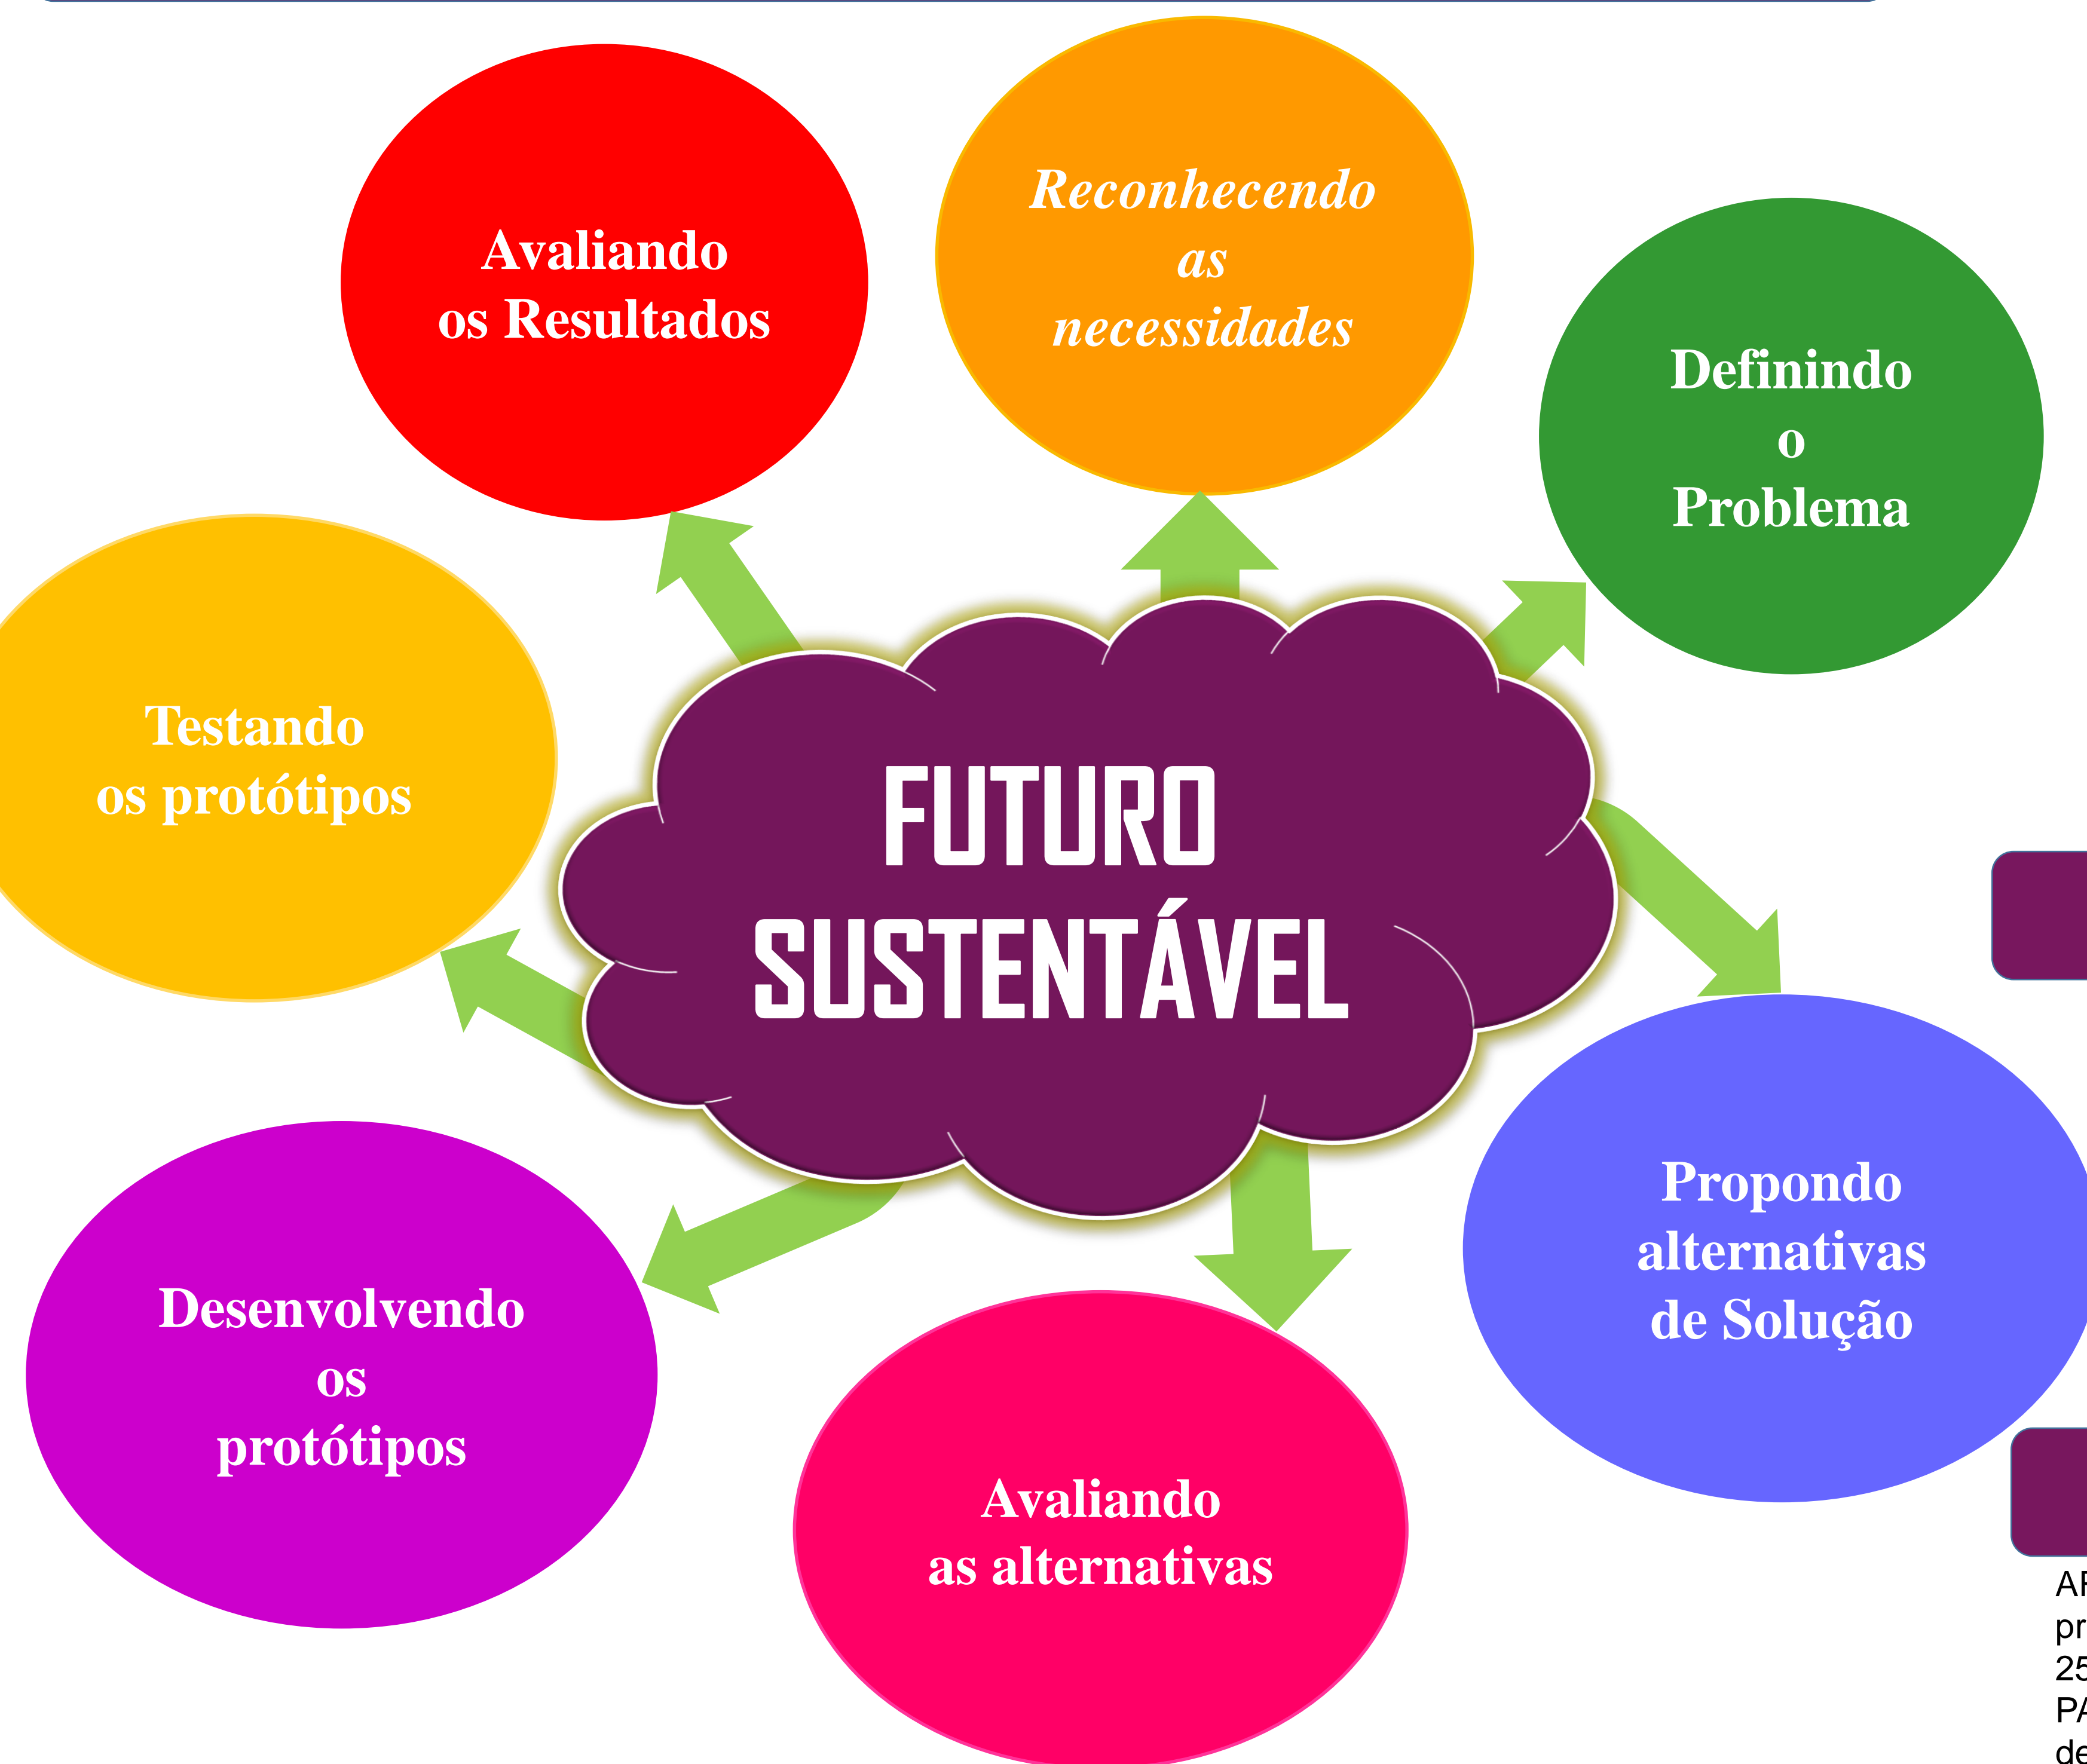 Avaliando
os Resultados
Reconhecendo
as
necessidades
Definindo
o
Problema
Testando
os protótipos
FUTURO
SUSTENTÁVEL
Propondo
alternativas
de Solução
Desenvolvendo
os
protótipos
Avaliando
as alternativas